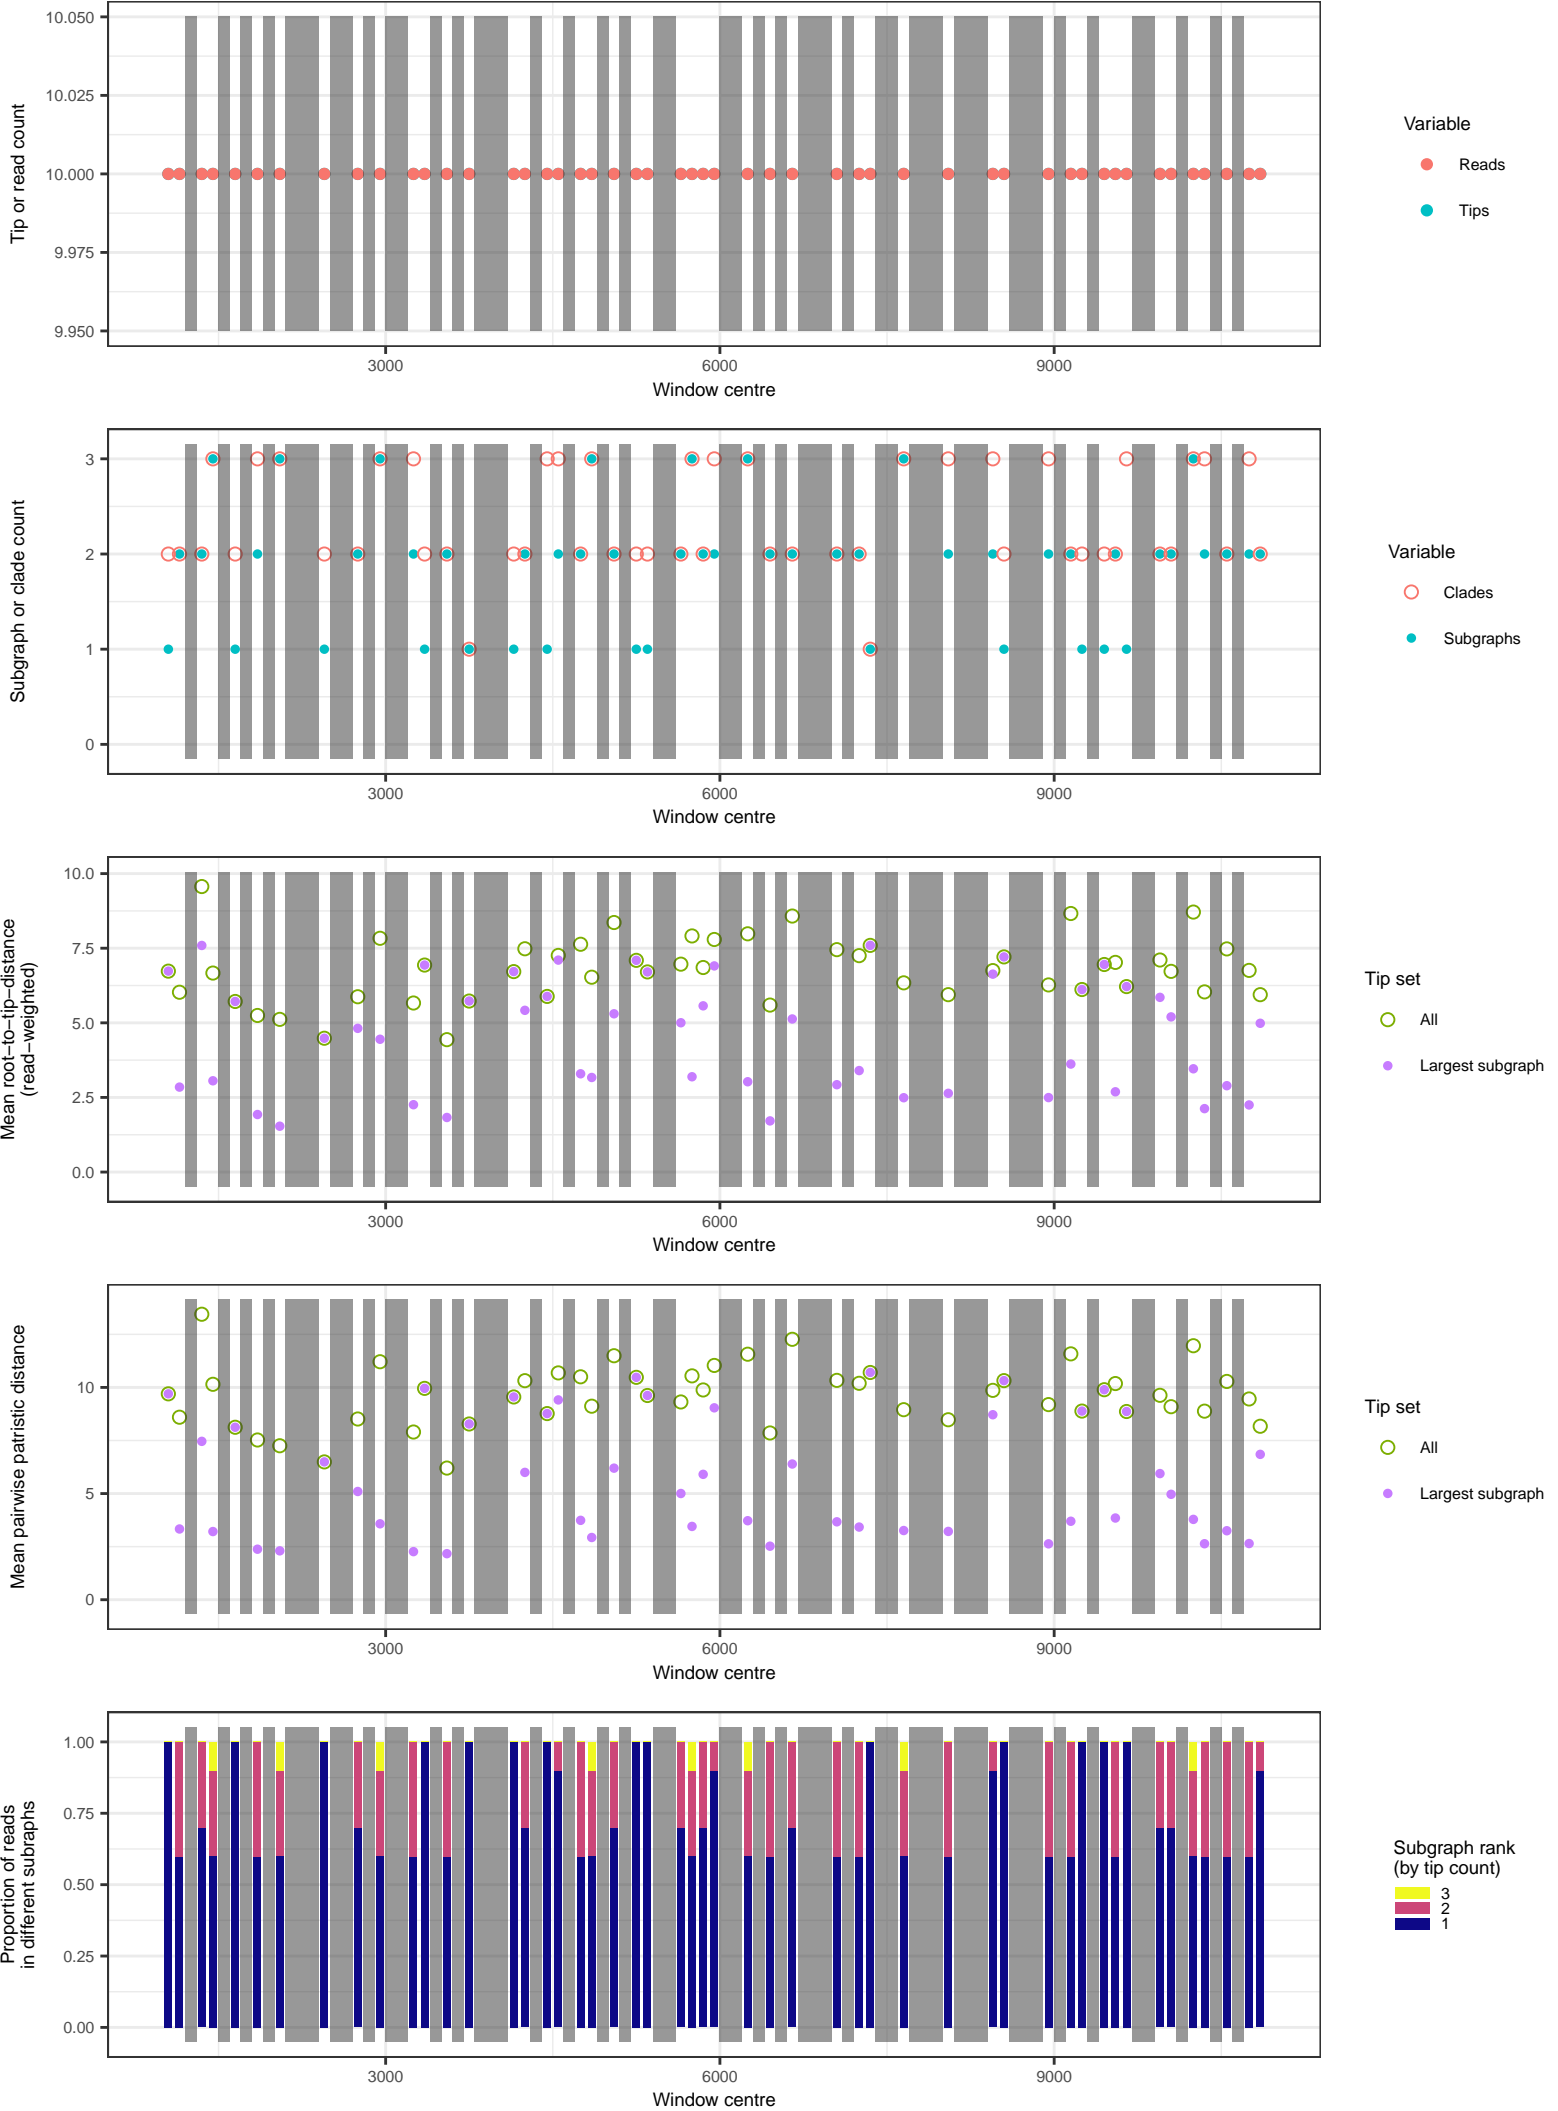 10.050
10.025
10.000
9.975
9.950
Tip or read count
3000
6000
9000
Window centre
Variable
Reads
Tips
3
2
1
0
Subgraph or clade count
3000
6000
9000
Window centre
Variable
Clades
Subgraphs
10.0
7.5
5.0
2.5
0.0
Mean root−to−tip−distance
(read−weighted)
3000
6000
9000
Window centre
Tip set
All
Largest subgraph
10
5
0
Mean pairwise patristic distance
3000
6000
9000
Window centre
Tip set
All
Largest subgraph
1.00
0.75
0.50
0.25
0.00
Proportion of reads
in different subraphs
3000
6000
9000
Window centre
Subgraph rank
(by tip count)
3
2
1